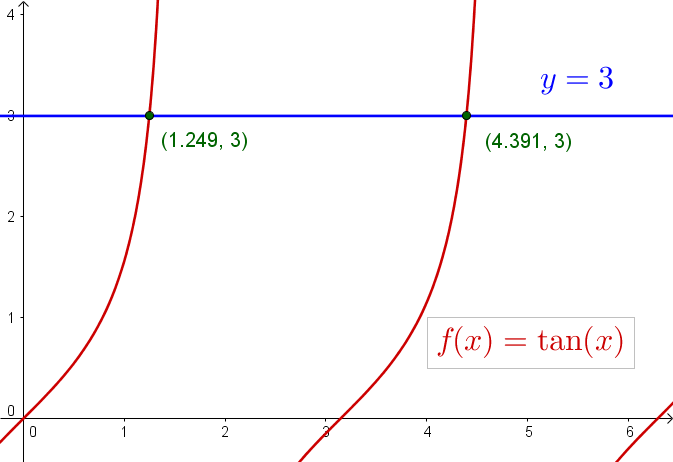 4
y = 3
3
(1.249, 3)
(4.391, 3)
2
1
f(x) = tan(x)
0
0 1 2 3 4 5 6